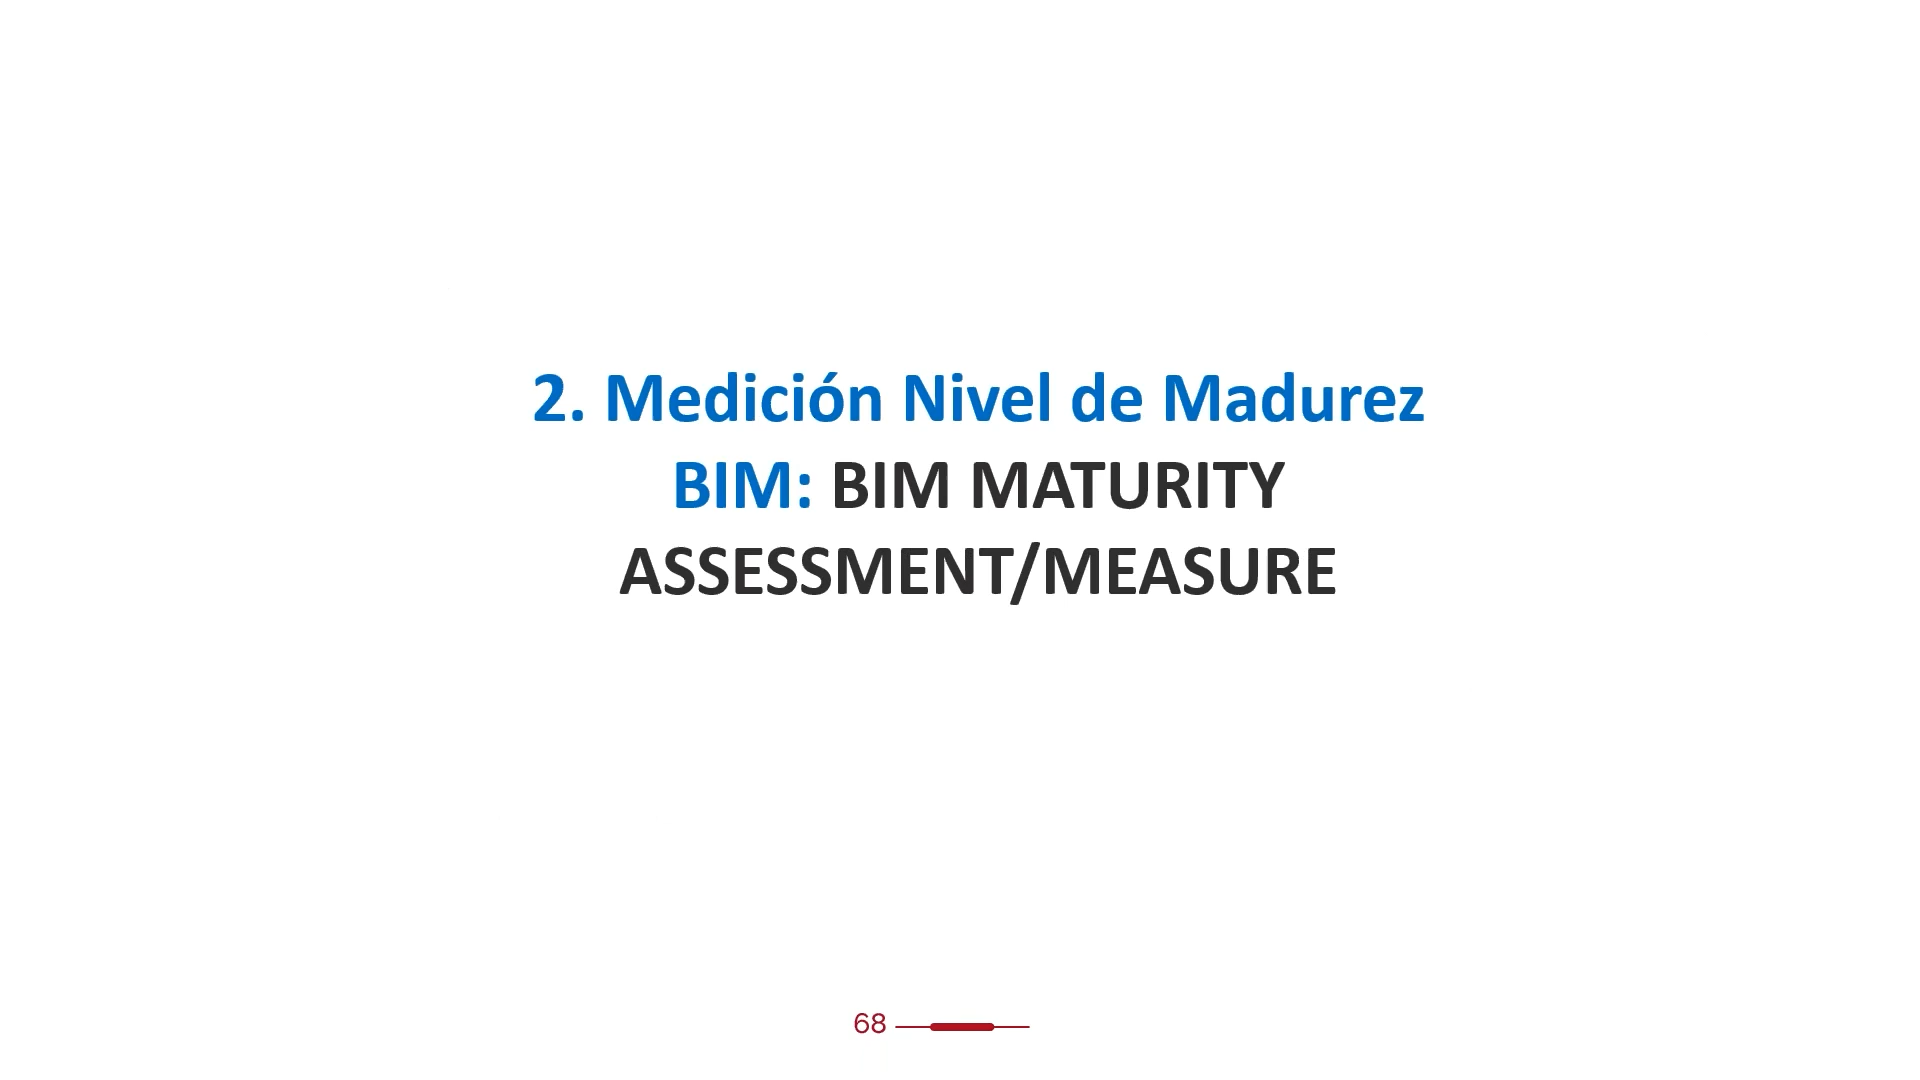 2. Medición Nivel de Madurez
BIM: BIM MATURITY
ASSESSMENT/MEASURE
68